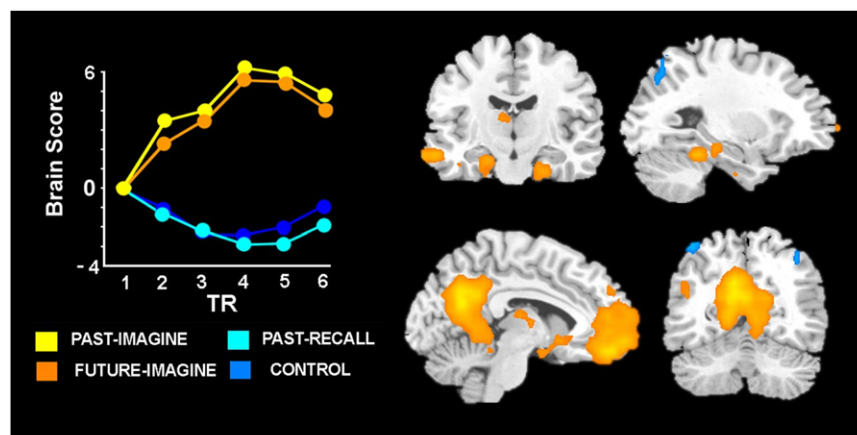 6
0
- 4
Brain Score
1 2 3 4 5 6
TR
PAST-IMAGINE
PAST-RECALL
FUTURE-IMAGINE
CONTROL